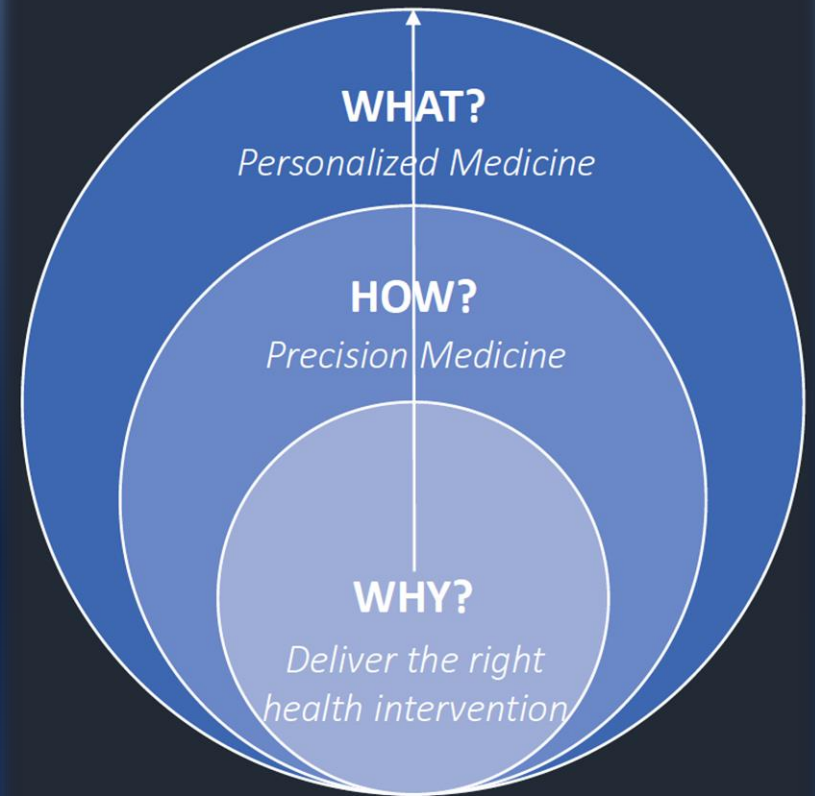 WHAT?
Personalized Medicine
HOW?
Precision Medicine
WHY?
Deliver the right
health intervention